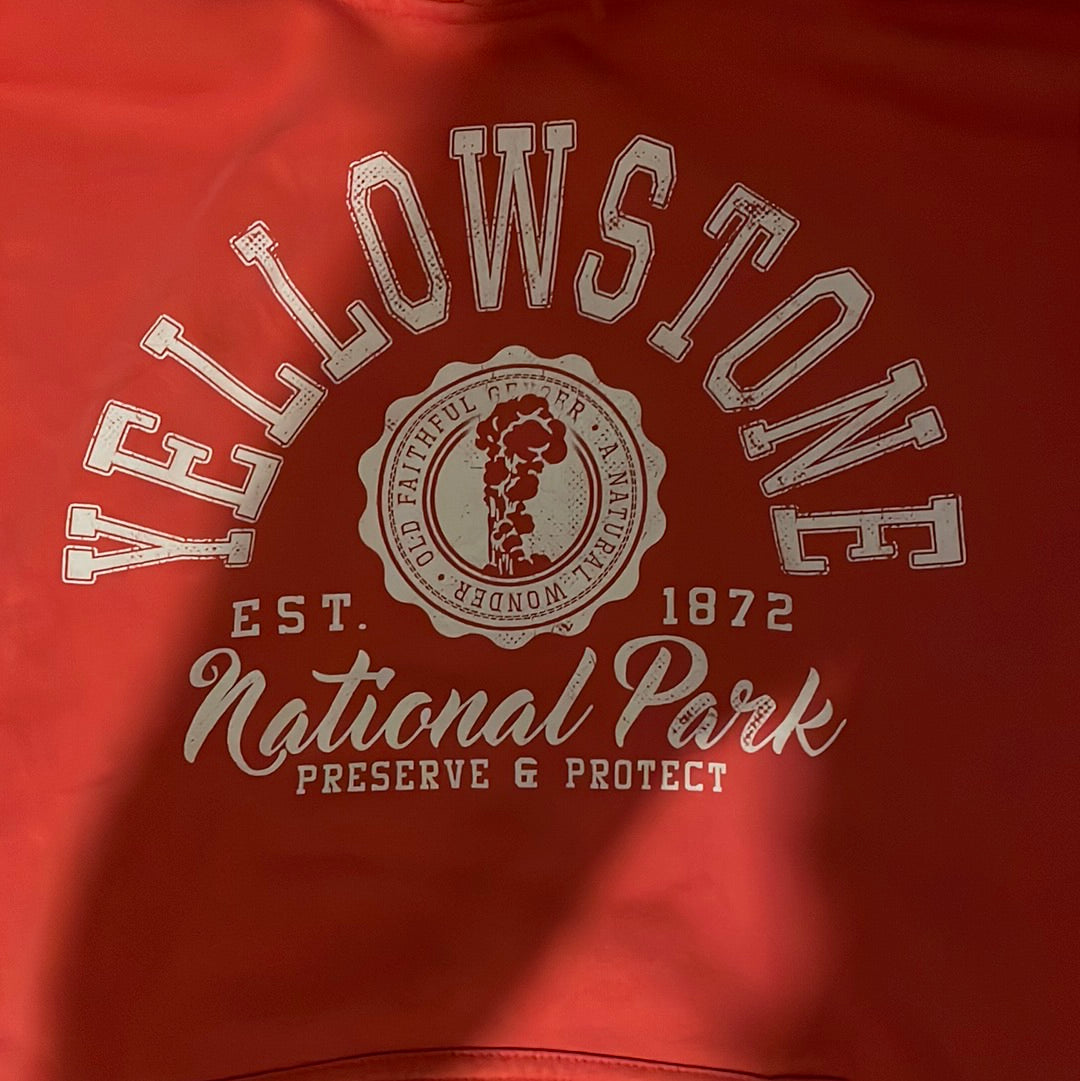 YELLOWSTONE
OLD FAITHFUL GEYSER • A NATURAL WONDER •
EST. 1872
National Park
PRESERVE & PROTECT